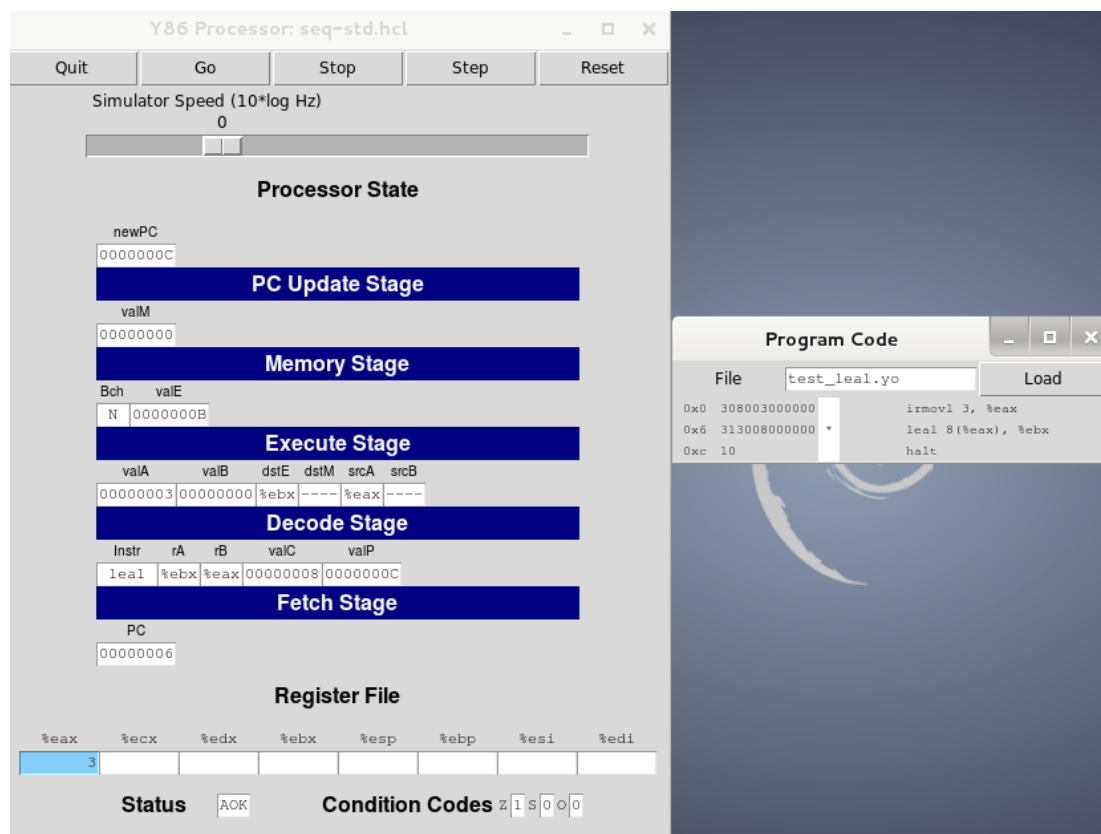 Y86 Processor: seq-std.hcl
Quit Go Stop Step Reset
Simulator Speed (10*log Hz)
0
Processor State
newPC
0000000C
PC Update Stage
valM
00000000
Memory Stage
Bch valE
N 0000000B
Execute Stage
valA valB dstE dstM srcA srcB
00000003 00000000 %ebx ---- %eax ----
Decode Stage
Instr rA rB valC valP
leal %ebx %eax 00000008 0000000C
Fetch Stage
PC
00000006
Register File
%eax %ecx %edx %ebx %esp %ebp %esi %edi
3
Status AOK Condition Codes Z 1 S 0 O 0
Program Code
File test_leal.yo Load
0x0 308003000000 irmovl 3, %eax
0x6 313008000000 * leal 8(%eax), %ebx
0xc 10 halt